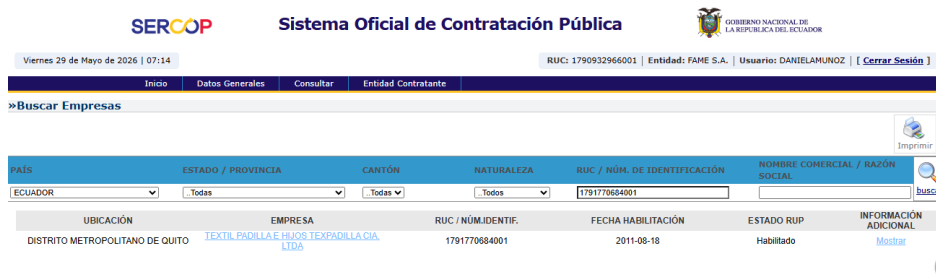 SERCOP
Sistema Oficial de Contratación Pública
GOBIERNO NACIONAL DE
LA REPUBLICA DEL ECUADOR
Viernes 29 de Mayo de 2026 | 07:14
RUC: 1790932966001 | Entidad: FAME S.A. | Usuario: DANIELAMUNOZ | [ Cerrar Sesión ]
Inicio Datos Generales Consultar Entidad Contratante
»Buscar Empresas
Imprimir
PAÍS ESTADO / PROVINCIA CANTÓN NATURALEZA RUC / NÚM. DE IDENTIFICACIÓN NOMBRE COMERCIAL / RAZÓN
SOCIAL
ECUADOR ..Todas ..Todas ..Todos 1791770684001 busca
UBICACIÓN EMPRESA RUC / NÚM.IDENTIF. FECHA HABILITACIÓN ESTADO RUP INFORMACIÓN
ADICIONAL
DISTRITO METROPOLITANO DE QUITO TEXTIL PADILLA E HIJOS TEXPADILLA CIA.
LTDA 1791770684001 2011-08-18 Habilitado Mostrar